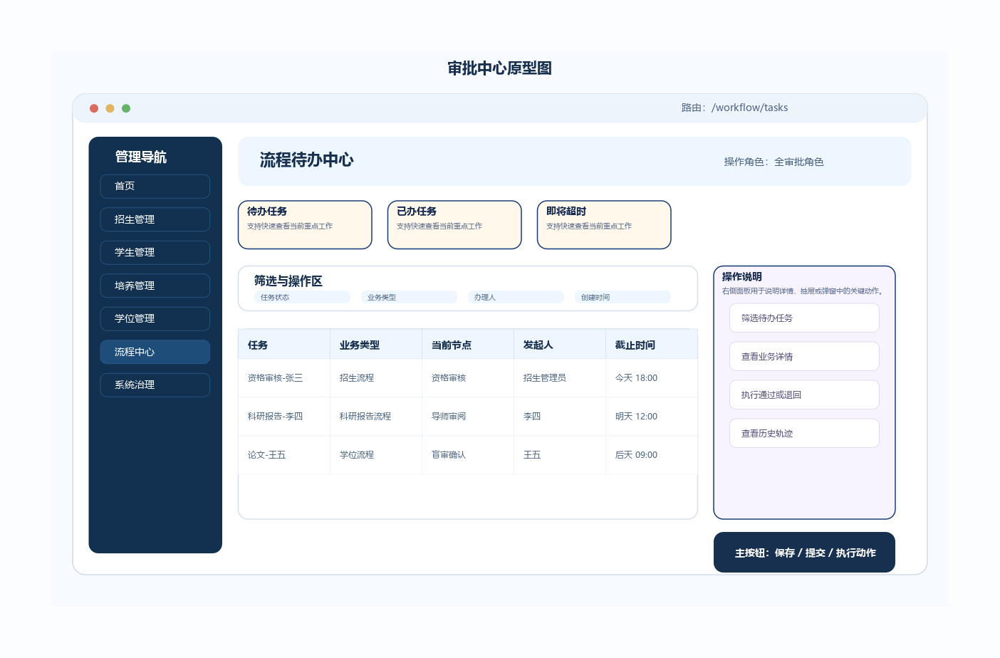 审批中心原型图
路由：/workflow/tasks
管理导航
首页
招生管理
学生管理
培养管理
学位管理
流程中心
系统治理
流程待办中心
操作角色：全审批角色
待办任务
支持快速查看当前重点工作
已办任务
支持快速查看当前重点工作
即将超时
支持快速查看当前重点工作
筛选与操作区
任务状态
业务类型
办理人
创建时间
任务 业务类型 当前节点 发起人 截止时间
资格审核-张三 招生流程 资格审核 招生管理员 今天 18:00
科研报告-李四 科研报告流程 导师审阅 李四 明天 12:00
论文-王五 学位流程 盲审确认 王五 后天 09:00
操作说明
右侧面板用于说明详情、抽屉或弹窗中的关键动作。
筛选待办任务
查看业务详情
执行通过或退回
查看历史轨迹
主按钮：保存 / 提交 / 执行动作